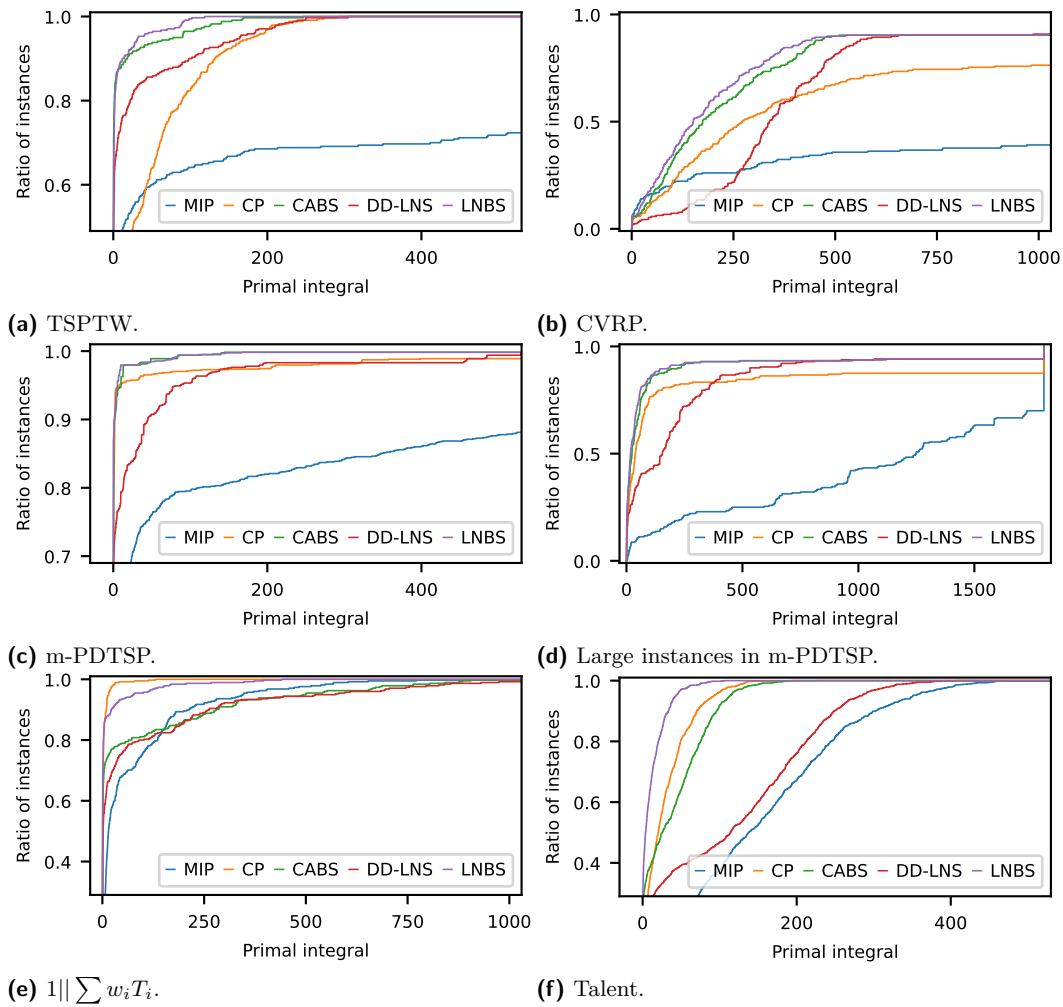 1.0
0.8
0.6
Ratio of instances
MIP CP CABS DD-LNS LNBS
0 200 400
Primal integral
(a) TSPTW.
1.0
0.5
0.0
Ratio of instances
MIP CP CABS DD-LNS LNBS
0 250 500 750 1000
Primal integral
(b) CVRP.
1.0
0.9
0.8
0.7
Ratio of instances
MIP CP CABS DD-LNS LNBS
0 200 400
Primal integral
(c) m-PDTSP.
1.0
0.5
0.0
Ratio of instances
MIP CP CABS DD-LNS LNBS
0 500 1000 1500
Primal integral
(d) Large instances in m-PDTSP.
1.0
0.8
0.6
0.4
Ratio of instances
MIP CP CABS DD-LNS LNBS
0 250 500 750 1000
Primal integral
(e) 1|| ∑ wᵢTᵢ.
1.0
0.8
0.6
0.4
Ratio of instances
MIP CP CABS DD-LNS LNBS
0 200 400
Primal integral
(f) Talent.